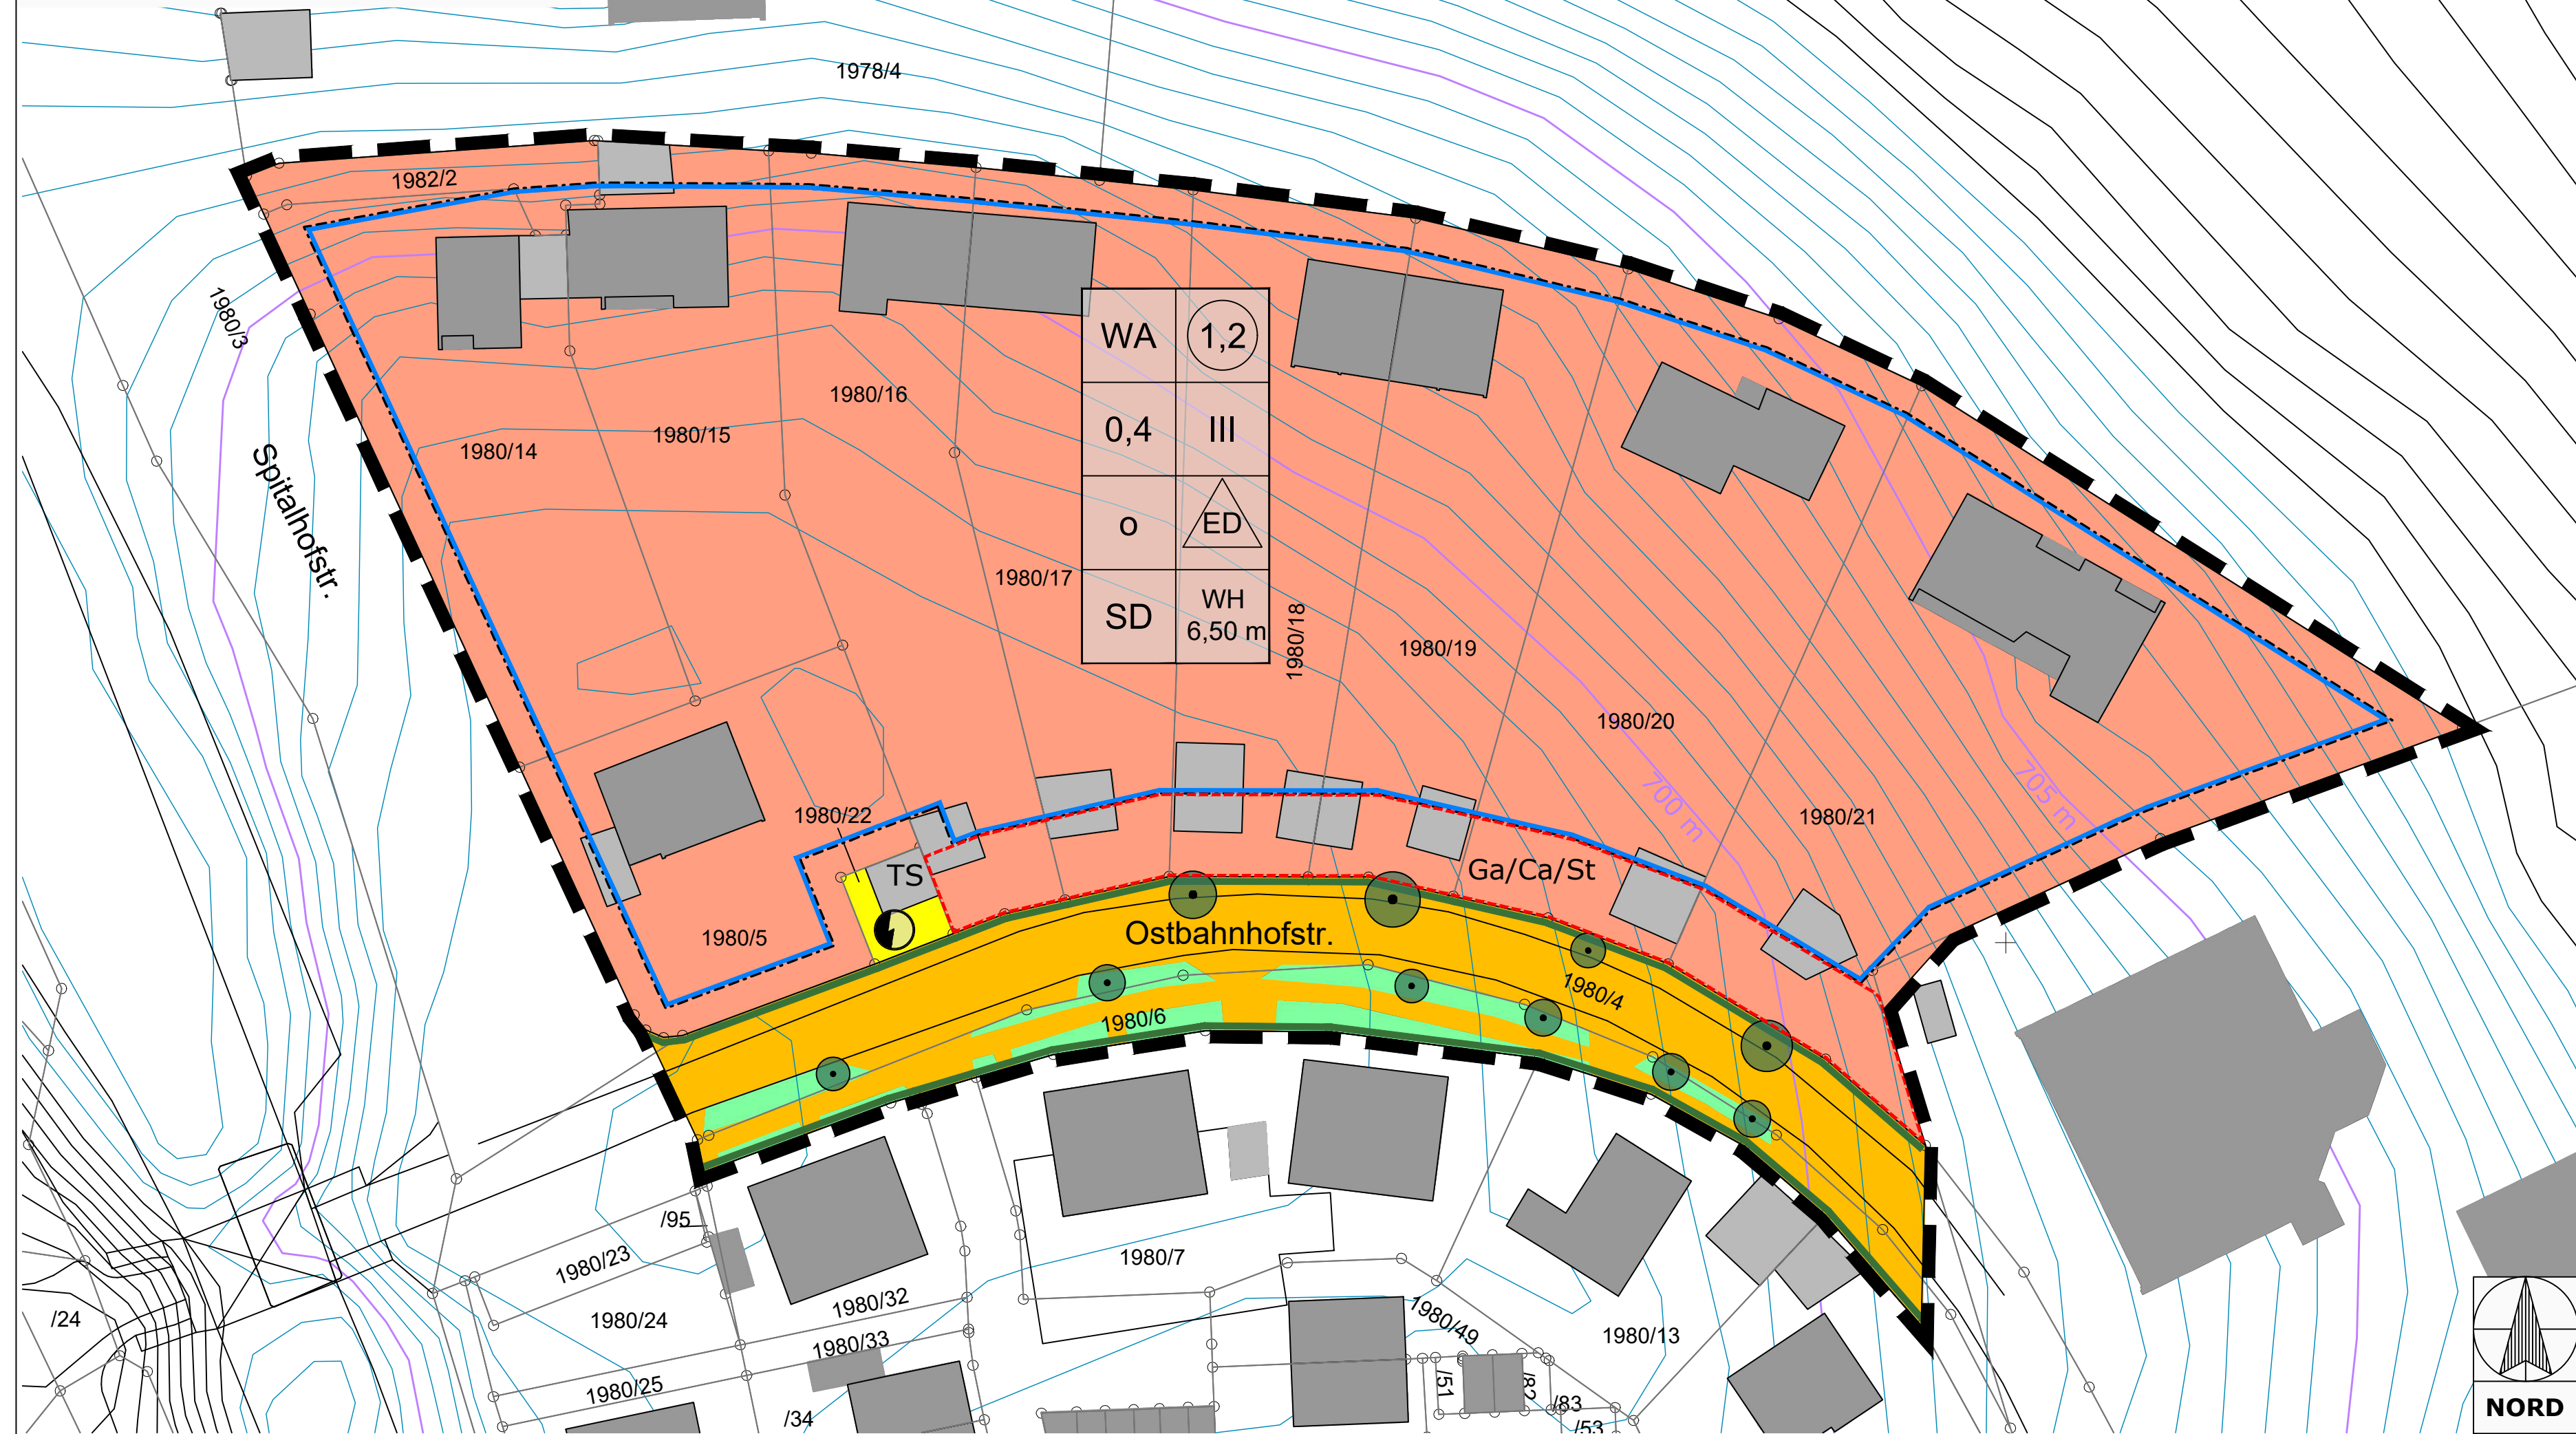 1978/4
1982/2
1980/3
Spitalhofstr.
1980/14
1980/15
1980/16
WA 1,2
0,4 III
o ED
SD WH
6,50 m
1980/17
1980/18
1980/19
1980/20
700 m
705 m
1980/21
1980/22
TS
Ga/Ca/St
1980/5
Ostbahnhofstr.
1980/4
1980/6
/95
1980/23
1980/24
1980/32
1980/33
1980/25
/34
/24
1980/7
1980/49
1980/13
/51
/82
/83
/53
NORD